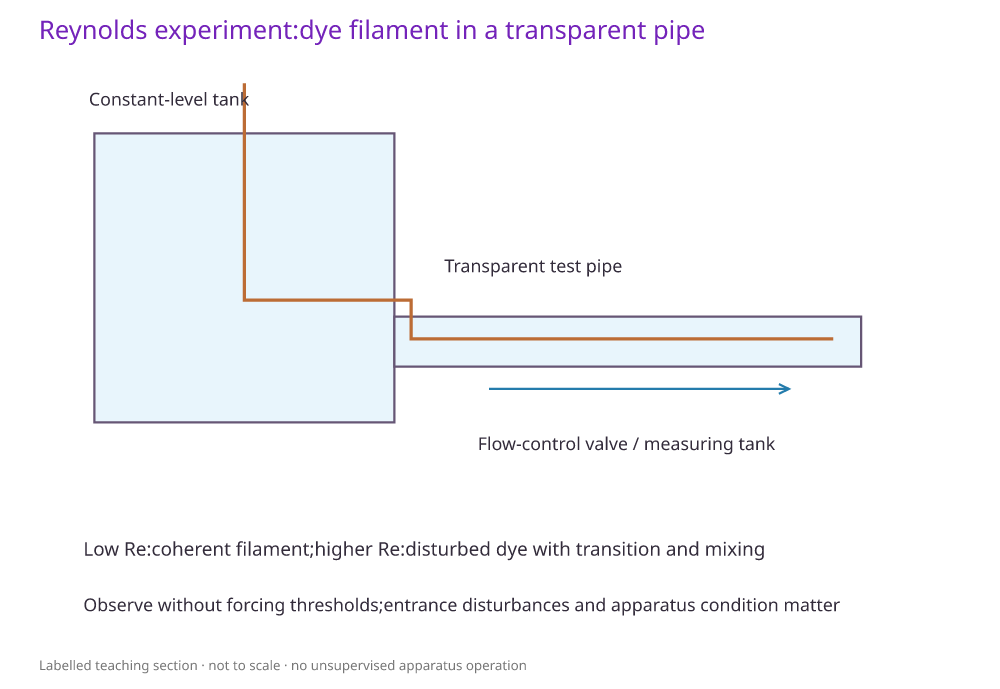 Reynolds experiment:dye filament in a transparent pipe
Constant-level tank
Transparent test pipe
Flow-control valve / measuring tank
Low Re:coherent filament;higher Re:disturbed dye with transition and mixing
Observe without forcing thresholds;entrance disturbances and apparatus condition matter
Labelled teaching section · not to scale · no unsupervised apparatus operation